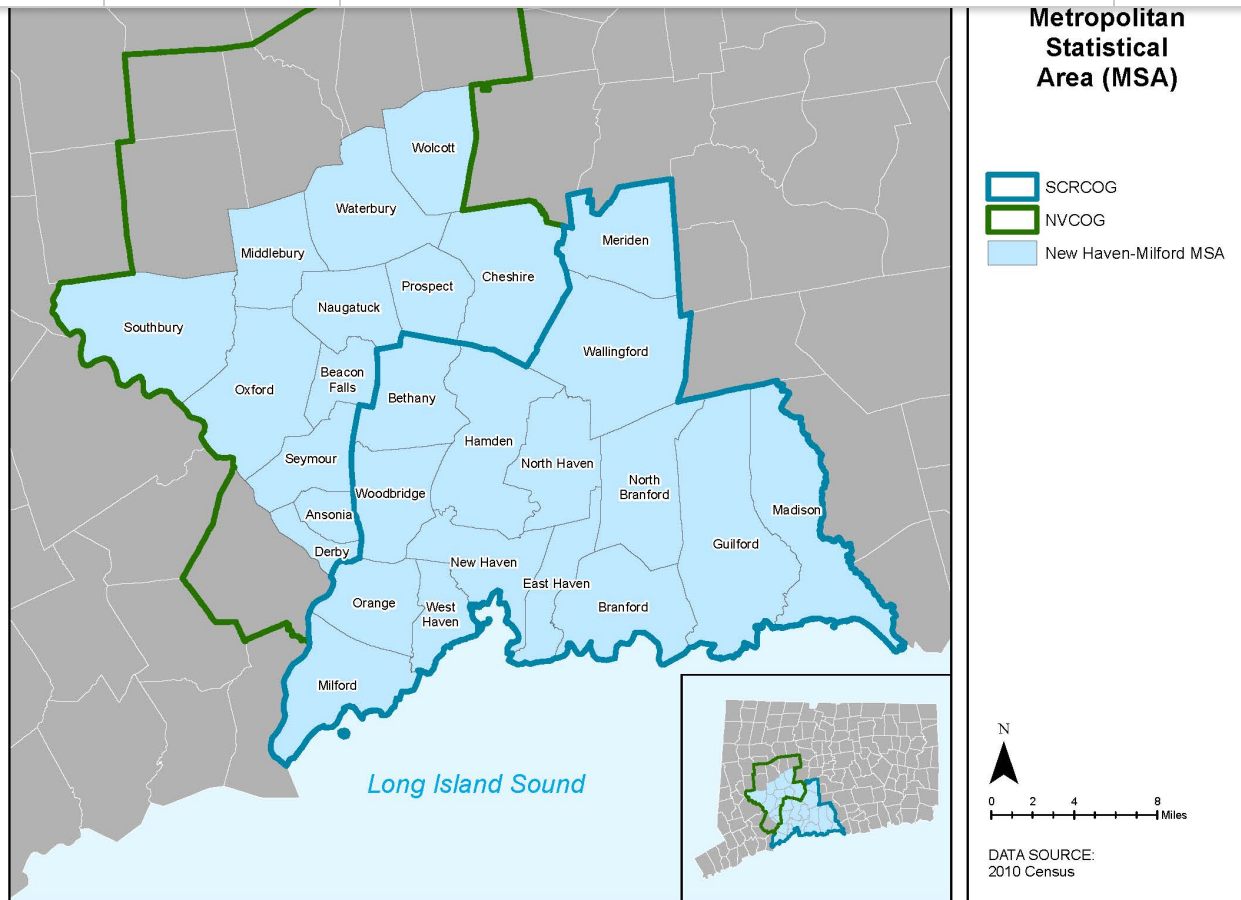 Metropolitan
Statistical
Area (MSA)
SCRCOG
NVCOG
New Haven-Milford MSA
Wolcott
Waterbury
Meriden
Middlebury
Cheshire
Prospect
Naugatuck
Southbury
Wallingford
Beacon
Falls
Oxford
Bethany
Hamden
Seymour
North Haven
North
Branford
Woodbridge
Madison
Ansonia
Guilford
Derby
New Haven
East Haven
Orange
West
Haven
Branford
Milford
Long Island Sound
N
0 2 4 8
Miles
DATA SOURCE:
2010 Census